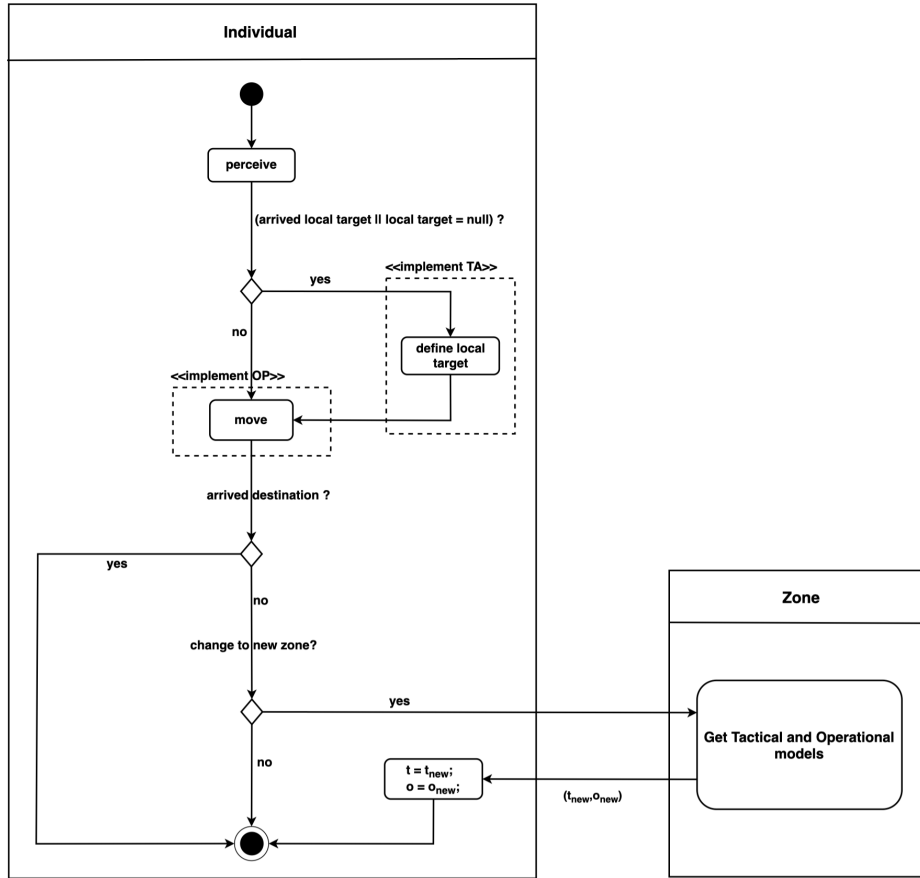 Individual
perceive
(arrived local target || local target = null) ?
<<implement TA>>
yes
no
define local
target
<<implement OP>>
move
arrived destination ?
yes
no
Zone
change to new zone?
yes
Get Tactical and Operational
models
no
t = tnew;
o = onew;
(tnew,onew)